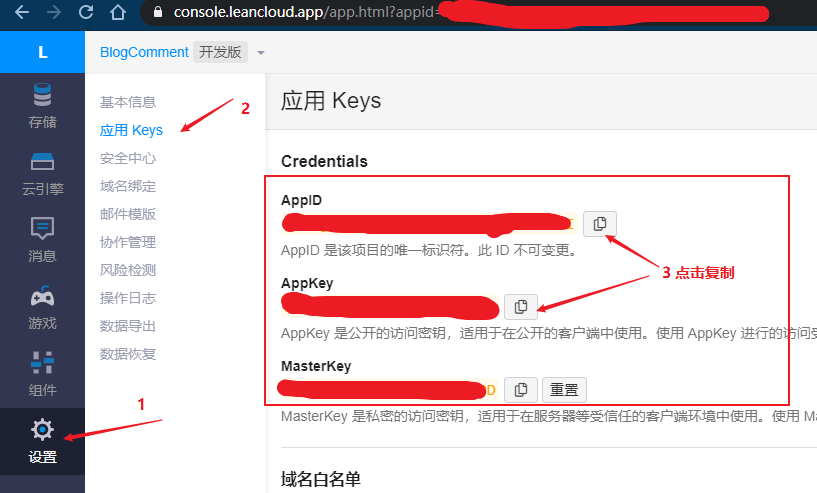 console.leancloud.app/app.html?appid=
L
BlogComment 开发版
存储
云引擎
消息
游戏
组件
设置
1
基本信息
应用 Keys
安全中心
域名绑定
邮件模版
协作管理
风险检测
操作日志
数据导出
数据恢复
2
应用 Keys
Credentials
AppID
AppID 是该项目的唯一标识符。此 ID 不可变更。
3 点击复制
AppKey
AppKey 是公开的访问密钥，适用于在公开的客户端中使用。使用 AppKey 进行的访问受
MasterKey
D
重置
MasterKey 是私密的访问密钥，适用于在服务器等受信任的客户端环境中使用。使用 Ma
域名白名单